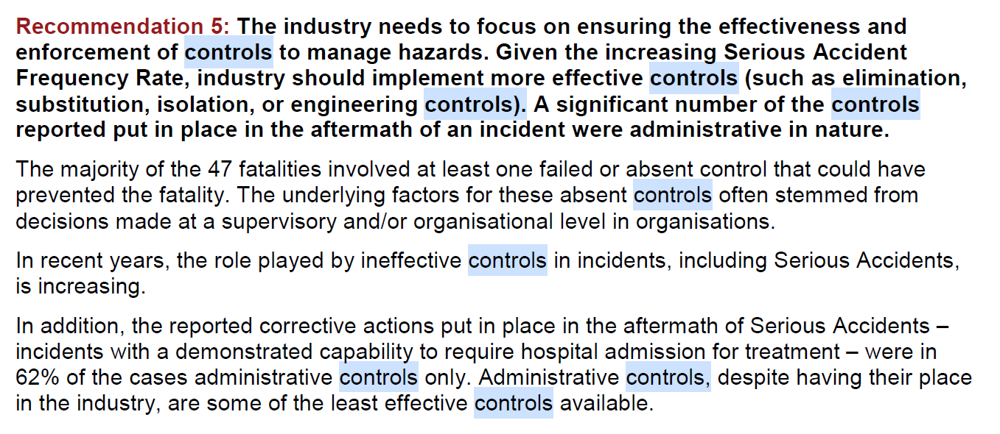 Recommendation 5: The industry needs to focus on ensuring the effectiveness and
enforcement of controls to manage hazards. Given the increasing Serious Accident
Frequency Rate, industry should implement more effective controls (such as elimination,
substitution, isolation, or engineering controls). A significant number of the controls
reported put in place in the aftermath of an incident were administrative in nature.
The majority of the 47 fatalities involved at least one failed or absent control that could have
prevented the fatality. The underlying factors for these absent controls often stemmed from
decisions made at a supervisory and/or organisational level in organisations.
In recent years, the role played by ineffective controls in incidents, including Serious Accidents,
is increasing.
In addition, the reported corrective actions put in place in the aftermath of Serious Accidents –
incidents with a demonstrated capability to require hospital admission for treatment – were in
62% of the cases administrative controls only. Administrative controls, despite having their place
in the industry, are some of the least effective controls available.